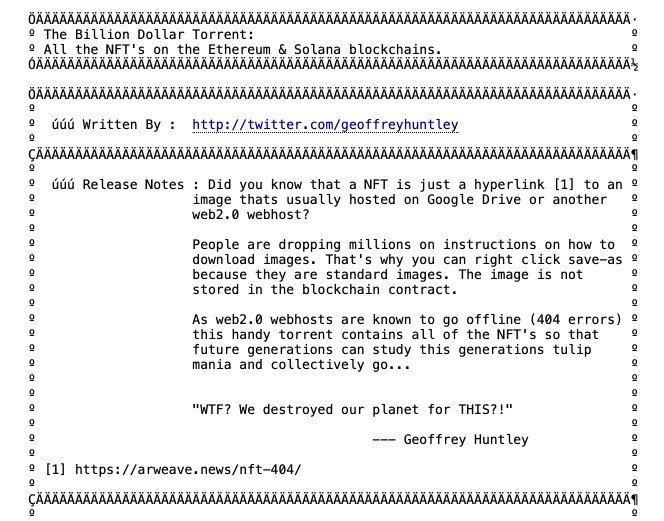 ÖÄÄÄÄÄÄÄÄÄÄÄÄÄÄÄÄÄÄÄÄÄÄÄÄÄÄÄÄÄÄÄÄÄÄÄÄÄÄÄÄÄÄÄÄÄÄÄÄÄÄÄÄÄÄÄÄÄÄÄÄÄÄÄÄÄÄÄÄÄÄÄÄÄÄÄÄ·
º The Billion Dollar Torrent: º
º All the NFT's on the Ethereum & Solana blockchains. º
ÓÄÄÄÄÄÄÄÄÄÄÄÄÄÄÄÄÄÄÄÄÄÄÄÄÄÄÄÄÄÄÄÄÄÄÄÄÄÄÄÄÄÄÄÄÄÄÄÄÄÄÄÄÄÄÄÄÄÄÄÄÄÄÄÄÄÄÄÄÄÄÄÄÄÄÄÄ½
ÖÄÄÄÄÄÄÄÄÄÄÄÄÄÄÄÄÄÄÄÄÄÄÄÄÄÄÄÄÄÄÄÄÄÄÄÄÄÄÄÄÄÄÄÄÄÄÄÄÄÄÄÄÄÄÄÄÄÄÄÄÄÄÄÄÄÄÄÄÄÄÄÄÄÄÄÄ·
º º
º úúú Written By : http://twitter.com/geoffreyhuntley º
º º
ÇÄÄÄÄÄÄÄÄÄÄÄÄÄÄÄÄÄÄÄÄÄÄÄÄÄÄÄÄÄÄÄÄÄÄÄÄÄÄÄÄÄÄÄÄÄÄÄÄÄÄÄÄÄÄÄÄÄÄÄÄÄÄÄÄÄÄÄÄÄÄÄÄÄÄÄÄ¶
º º
º úúú Release Notes : Did you know that a NFT is just a hyperlink [1] to an º
º image thats usually hosted on Google Drive or another º
º web2.0 webhost? º
º º
º People are dropping millions on instructions on how to º
º download images. That's why you can right click save-as º
º because they are standard images. The image is not º
º stored in the blockchain contract. º
º º
º As web2.0 webhosts are known to go offline (404 errors) º
º this handy torrent contains all of the NFT's so that º
º future generations can study this generations tulip º
º mania and collectively go... º
º º
º º
º "WTF? We destroyed our planet for THIS?!" º
º º
º --- Geoffrey Huntley º
º º
º [1] https://arweave.news/nft-404/ º
º º
ÇÄÄÄÄÄÄÄÄÄÄÄÄÄÄÄÄÄÄÄÄÄÄÄÄÄÄÄÄÄÄÄÄÄÄÄÄÄÄÄÄÄÄÄÄÄÄÄÄÄÄÄÄÄÄÄÄÄÄÄÄÄÄÄÄÄÄÄÄÄÄÄÄÄÄÄÄ¶
º º